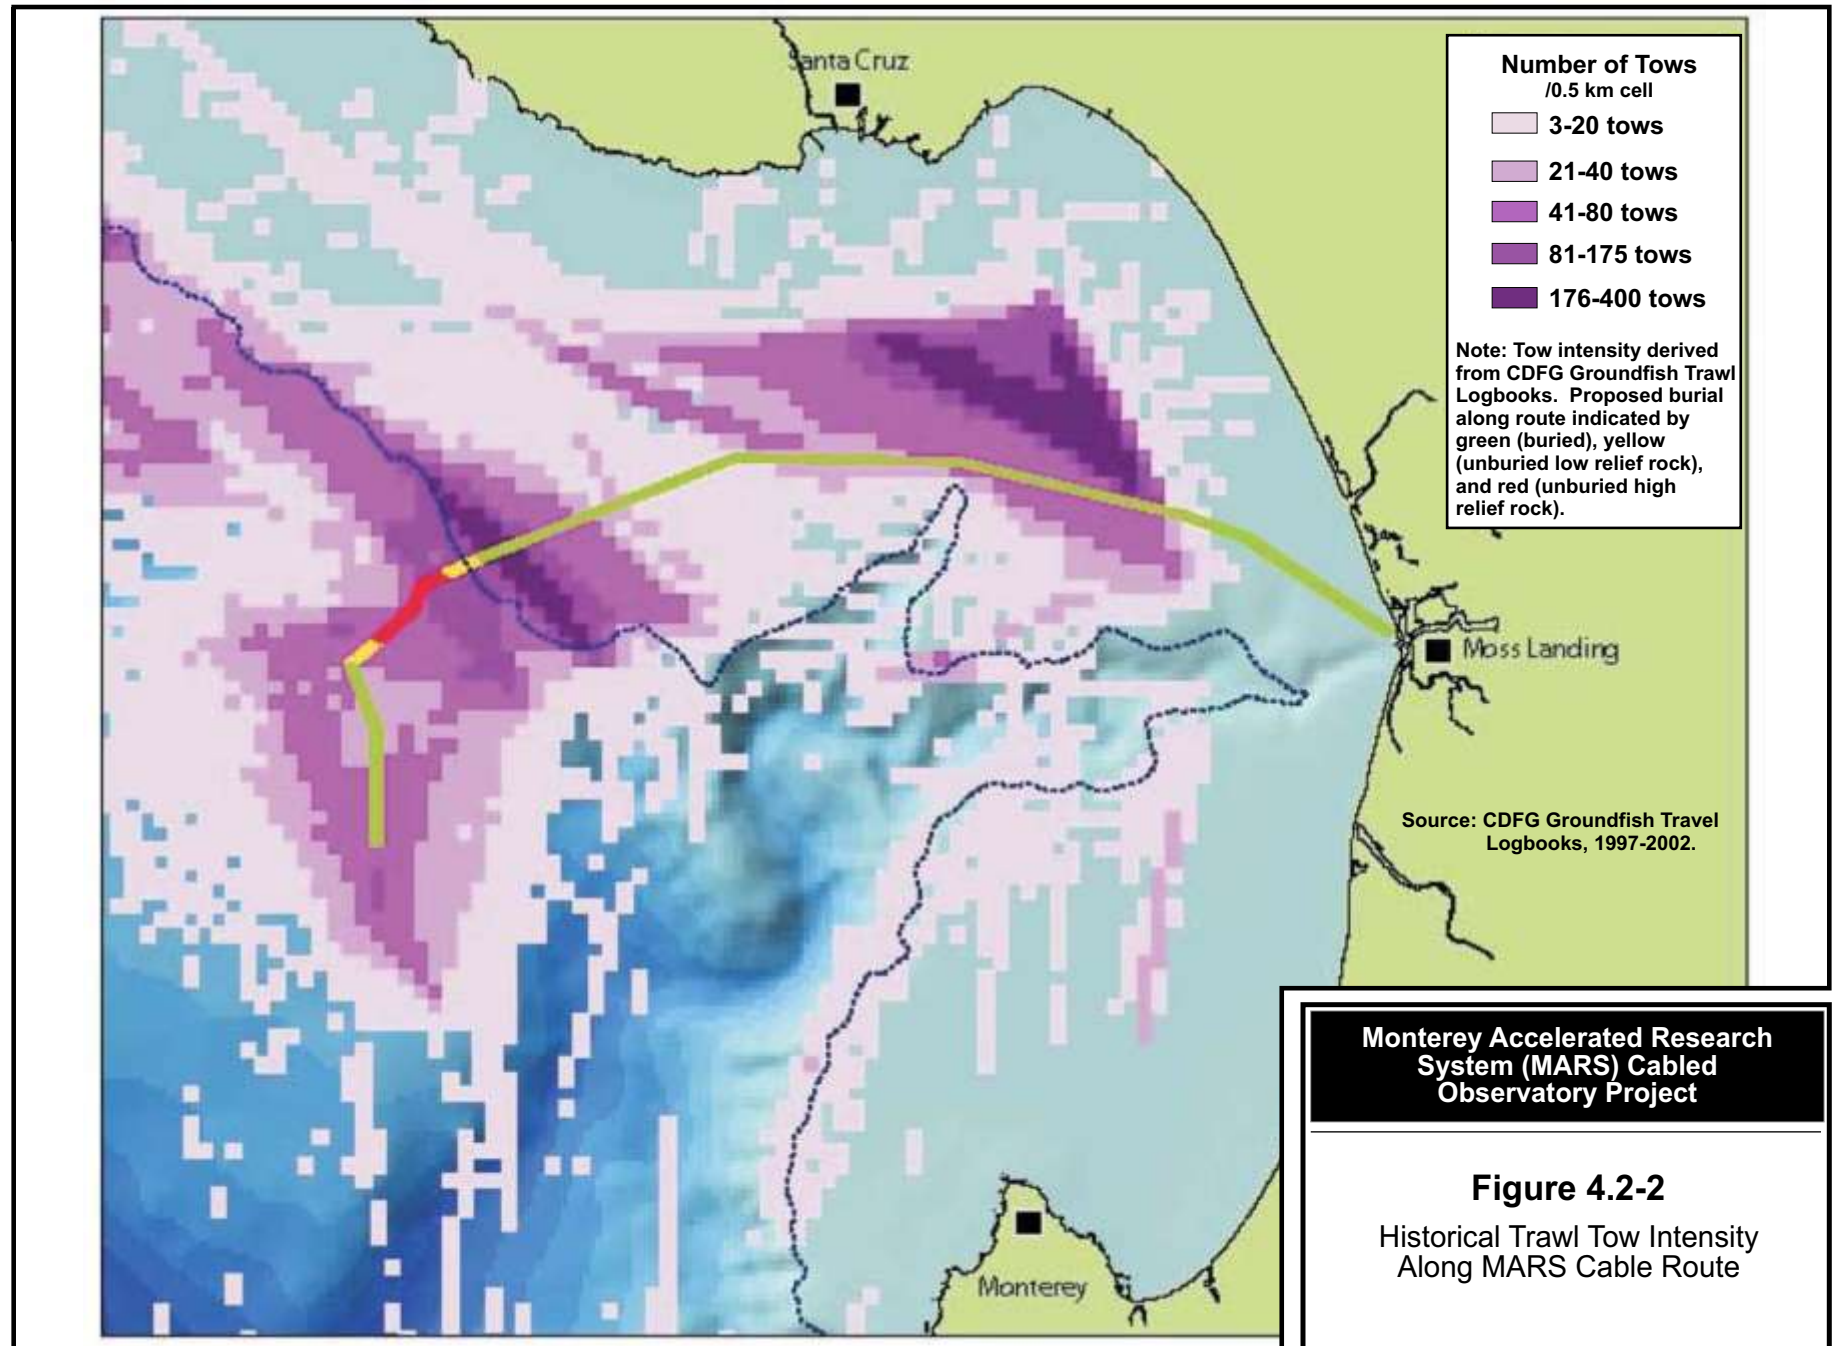 Santa Cruz
Number of Tows
/0.5 km cell
3-20 tows
21-40 tows
41-80 tows
81-175 tows
176-400 tows
Note: Tow intensity derived
from CDFG Groundfish Trawl
Logbooks. Proposed burial
along route indicated by
green (buried), yellow
(unburied low relief rock),
and red (unburied high
relief rock).
Moss Landing
Source: CDFG Groundfish Travel
Logbooks, 1997-2002.
Monterey
Monterey Accelerated Research
System (MARS) Cabled
Observatory Project
Figure 4.2-2
Historical Trawl Tow Intensity
Along MARS Cable Route